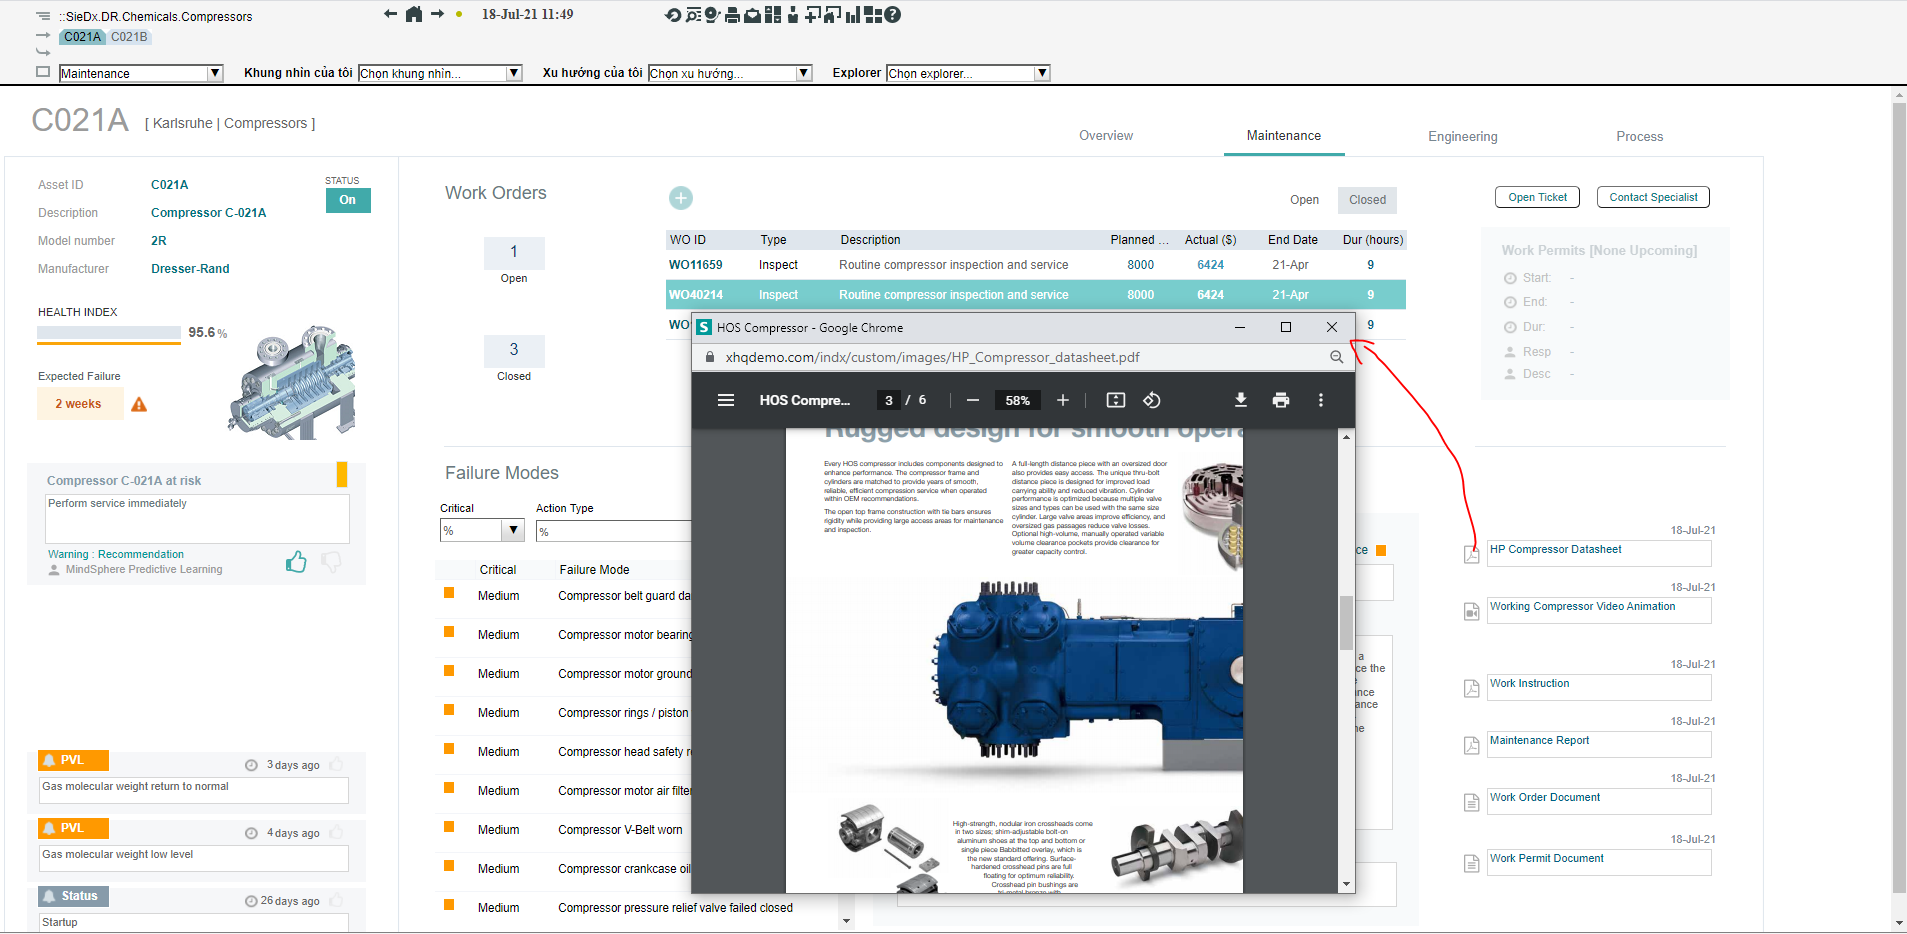 ::SieDx.DR.Chemicals.Compressors
18-Jul-21 11:49
C021A C021B
Maintenance Khung nhìn của tôi Chọn khung nhìn... Xu hướng của tôi Chọn xu hướng... Explorer Chọn explorer...
C021A [ Karlsruhe | Compressors ]
Overview Maintenance Engineering Process
Asset ID C021A
Description Compressor C-021A
Model number 2R
Manufacturer Dresser-Rand
STATUS
On
HEALTH INDEX
95.6 %
Expected Failure
2 weeks
Compressor C-021A at risk
Perform service immediately
Warning : Recommendation
MindSphere Predictive Learning
PVL 3 days ago
Gas molecular weight return to normal
PVL 4 days ago
Gas molecular weight low level
Status 26 days ago
Startup
Work Orders
1
Open
3
Closed
Open Closed
WO ID Type Description Planned ... Actual ($) End Date Dur (hours)
WO11659 Inspect Routine compressor inspection and service 8000 6424 21-Apr 9
WO40214 Inspect Routine compressor inspection and service 8000 6424 21-Apr 9
9
Open Ticket Contact Specialist
Work Permits [None Upcoming]
Start: -
End: -
Dur: -
Resp -
Desc -
Failure Modes
Critical Action Type
% %
Critical Failure Mode
Medium Compressor belt guard da
Medium Compressor motor bearing
Medium Compressor motor ground
Medium Compressor rings / piston
Medium Compressor head safety r
Medium Compressor motor air filter
Medium Compressor V-Belt worn
Medium Compressor crankcase oil
Medium Compressor pressure relief valve failed closed
HOS Compressor - Google Chrome
xhqdemo.com/indx/custom/images/HP_Compressor_datasheet.pdf
HOS Compre... 3 / 6 58%
Rugged design for smooth opera
Every HOS compressor includes components designed to
enhance performance. The compressor frame and
cylinders are matched to provide years of smooth,
reliable, efficient compression service when operated
within OEM recommendations.
The open top frame construction with tie bars ensures
rigidity while providing large access areas for maintenance
and inspection.
A full-length distance piece with an oversized door
also provides easy access. The unique thru-bolt
distance piece is designed for improved load
carrying ability and reduced vibration. Cylinder
performance is optimized because multiple valve
sizes and types can be used with the same size
cylinder. Large valve areas improve efficiency, and
oversized gas passages reduce valve losses.
Optional high-volume, manually operated variable
volume clearance pockets provide clearance for
greater capacity control.
High-strength, nodular iron crossheads come
in two sizes; shim-adjustable bolt-on
aluminum shoes at the top and bottom or
single piece Babbitted overlay, which is
the new standard offering. Surface-
hardened crosshead pins are full
floating for optimum reliability.
Crosshead pin bushings are
ce
a
ce the
ance
18-Jul-21
HP Compressor Datasheet
18-Jul-21
Working Compressor Video Animation
18-Jul-21
Work Instruction
18-Jul-21
Maintenance Report
18-Jul-21
Work Order Document
18-Jul-21
Work Permit Document